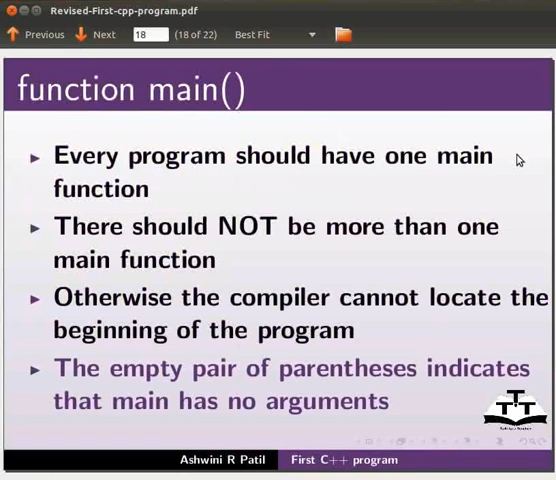 Revised-First-cpp-program.pdf
Previous Next 18 (18 of 22) Best Fit
function main()
Every program should have one main
function
There should NOT be more than one
main function
Otherwise the compiler cannot locate the
beginning of the program
The empty pair of parentheses indicates
that main has no arguments
Ashwini R Patil First C++ program